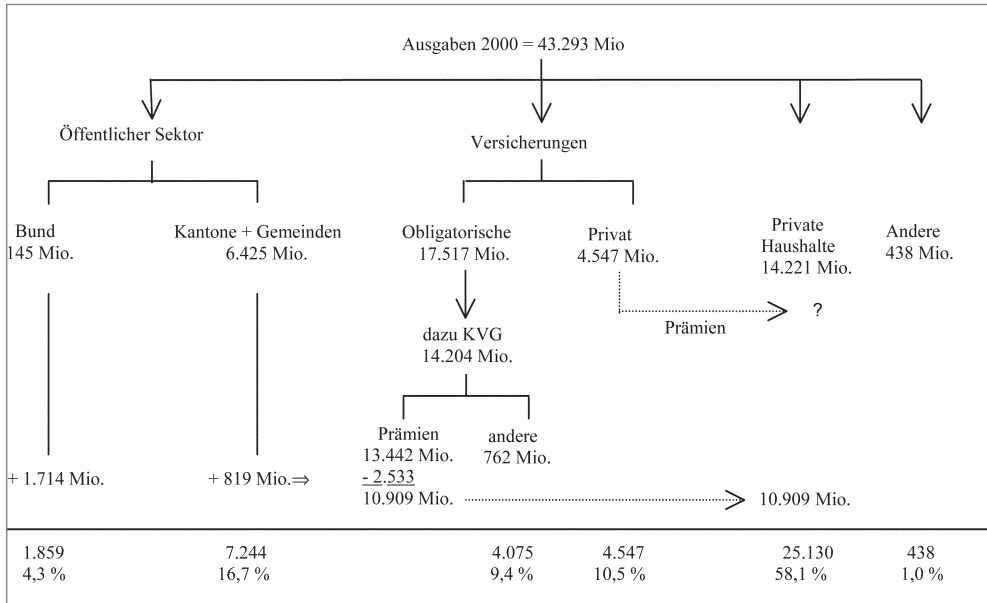 Ausgaben 2000 = 43.293 Mio
Öffentlicher Sektor
Versicherungen
Bund
145 Mio.
Kantone + Gemeinden
6.425 Mio.
Obligatorische
17.517 Mio.
Privat
4.547 Mio.
Private
Haushalte
14.221 Mio.
Andere
438 Mio.
Prämien
?
dazu KVG
14.204 Mio.
Prämien
13.442 Mio.
- 2.533
10.909 Mio.
andere
762 Mio.
+ 1.714 Mio.
+ 819 Mio.⇒
10.909 Mio.
1.859 7.244 4.075 4.547 25.130 438
4,3 % 16,7 % 9,4 % 10,5 % 58,1 % 1,0 %